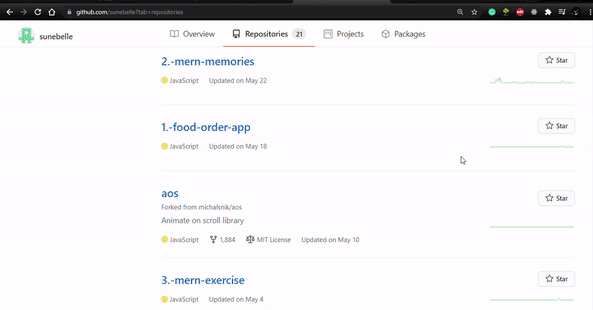 github.com/sunebelle?tab=repositories
sunebelle
Overview
Repositories 21
Projects
Packages
2.-mern-memories
Star
JavaScript Updated on May 22
1.-food-order-app
Star
JavaScript Updated on May 18
aos
Star
Forked from michalsnik/aos
Animate on scroll library
JavaScript 1,884 MIT License Updated on May 10
3.-mern-exercise
Star
JavaScript Updated on May 4